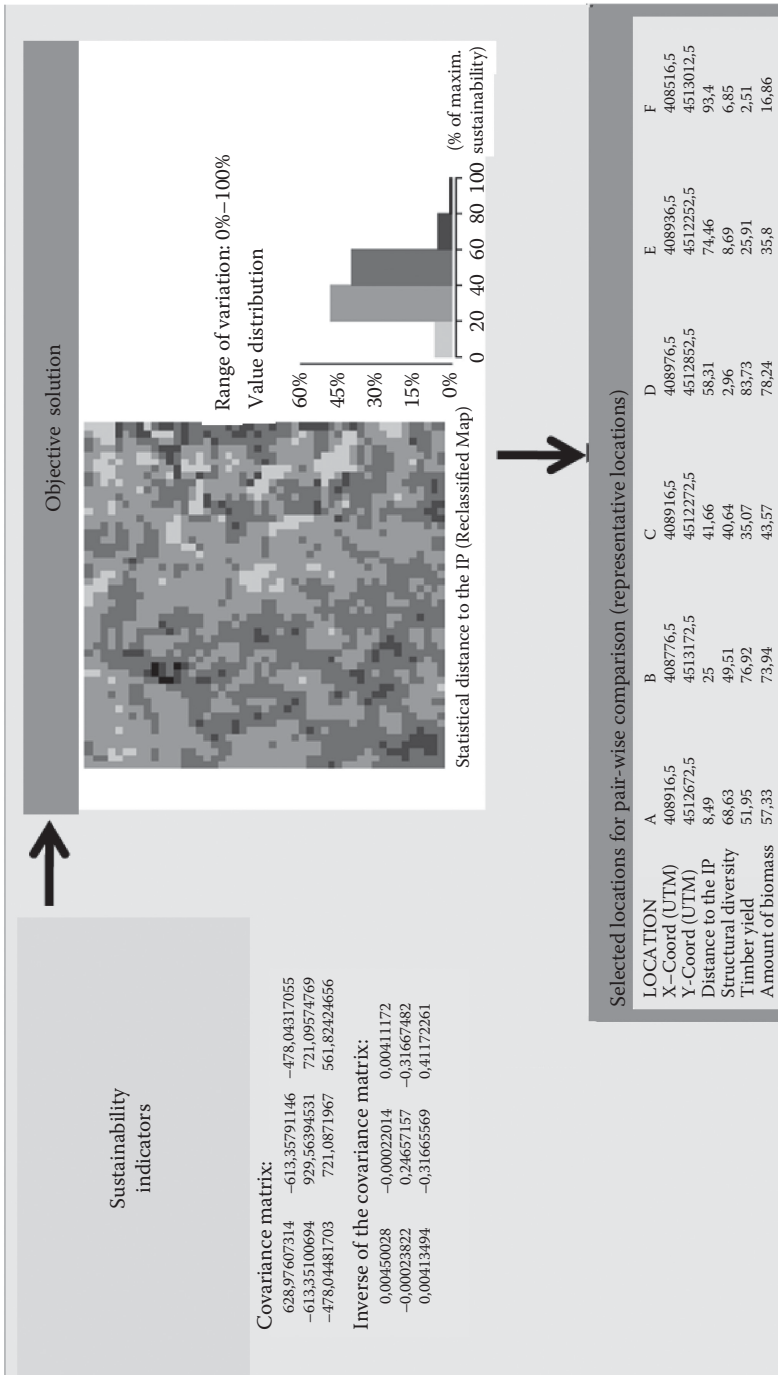 Sustainability
indicators
Covariance matrix:
628,97607314 −613,35791146 −478,04317055
−613,35100694 929,56394531 721,09574769
−478,04481703 721,0871967 561,82424656
Inverse of the covariance matrix:
0,00450028 −0,00022014 0,00411172
−0,00023822 0,24657157 −0,31667482
0,00413494 −0,31665569 0,41172261
Objective solution
Range of variation: 0%–100%
Value distribution
60%
45%
30%
15%
0%
0 20 40 60 80 100
(% of maxim.
sustainability)
Statistical distance to the IP (Reclassified Map)
Selected locations for pair-wise comparison (representative locations)
LOCATION A B C D E F
X–Coord (UTM) 408916,5 408776,5 408916,5 408976,5 408936,5 408516,5
Y-Coord (UTM) 4512672,5 4513172,5 4512272,5 4512852,5 4512252,5 4513012,5
Distance to the IP 8,49 25 41,66 58,31 74,46 93,4
Structural diversity 68,63 49,51 40,64 2,96 8,69 6,85
Timber yield 51,95 76,92 35,07 83,73 25,91 2,51
Amount of biomass 57,33 73,94 43,57 78,24 35,8 16,86